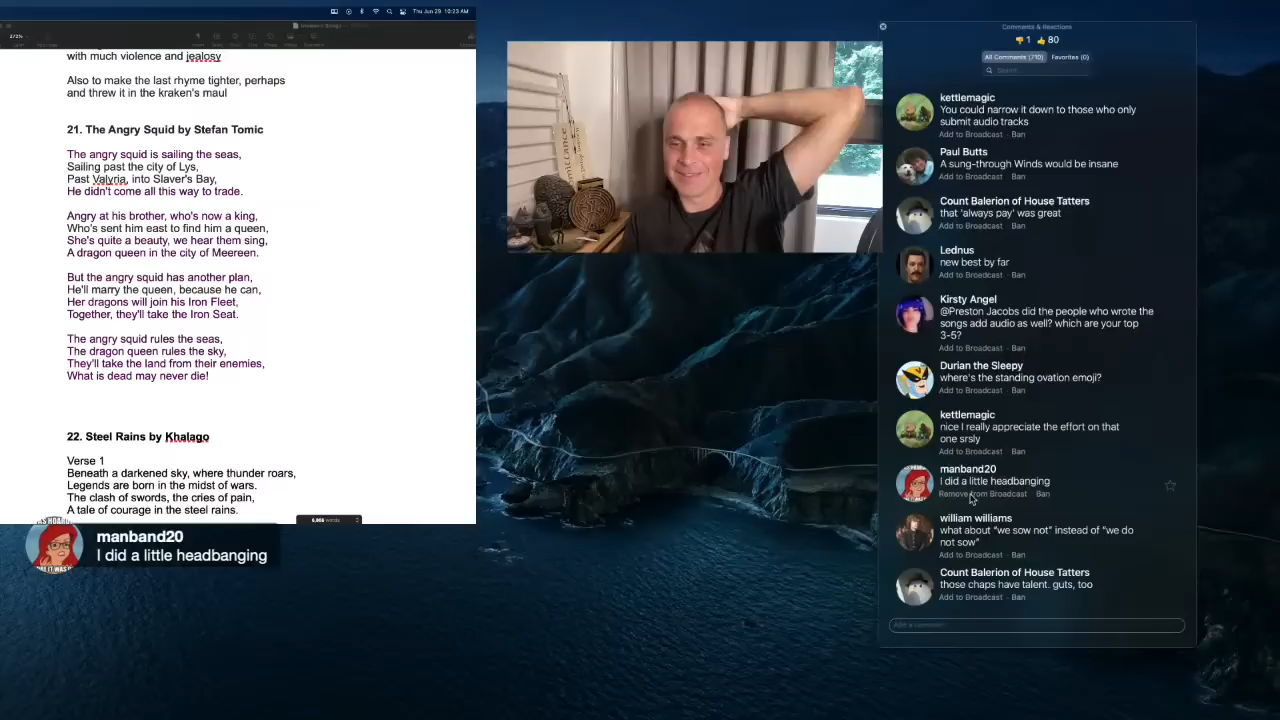 Thu Jun 29 10:23 AM
272%
with much violence and jealosy
Also to make the last rhyme tighter, perhaps
and threw it in the kraken's maul
21. The Angry Squid by Stefan Tomic
The angry squid is sailing the seas,
Sailing past the city of Lys,
Past Valyria, into Slaver's Bay,
He didn't come all this way to trade.
Angry at his brother, who's now a king,
Who's sent him east to find him a queen,
She's quite a beauty, we hear them sing,
A dragon queen in the city of Meereen.
But the angry squid has another plan,
He'll marry the queen, because he can,
Her dragons will join his Iron Fleet,
Together, they'll take the Iron Seat.
The angry squid rules the seas,
The dragon queen rules the sky,
They'll take the land from their enemies,
What is dead may never die!
22. Steel Rains by Khalago
Verse 1
Beneath a darkened sky, where thunder roars,
Legends are born in the midst of wars.
The clash of swords, the cries of pain,
A tale of courage in the steel rains.
words
manband20
I did a little headbanging
Comments & Reactions
1 80
All Comments (710) Favorites (0)
Search
kettlemagic
You could narrow it down to those who only
submit audio tracks
Add to Broadcast · Ban
Paul Butts
A sung-through Winds would be insane
Add to Broadcast · Ban
Count Balerion of House Tatters
that 'always pay' was great
Add to Broadcast · Ban
Lednus
new best by far
Add to Broadcast · Ban
Kirsty Angel
@Preston Jacobs did the people who wrote the
songs add audio as well? which are your top
3-5?
Add to Broadcast · Ban
Durian the Sleepy
where's the standing ovation emoji?
Add to Broadcast · Ban
kettlemagic
nice I really appreciate the effort on that
one srsly
Add to Broadcast · Ban
manband20
I did a little headbanging
Remove from Broadcast · Ban
william williams
what about “we sow not” instead of “we do
not sow”
Add to Broadcast · Ban
Count Balerion of House Tatters
those chaps have talent. guts, too
Add to Broadcast · Ban
Add a comment